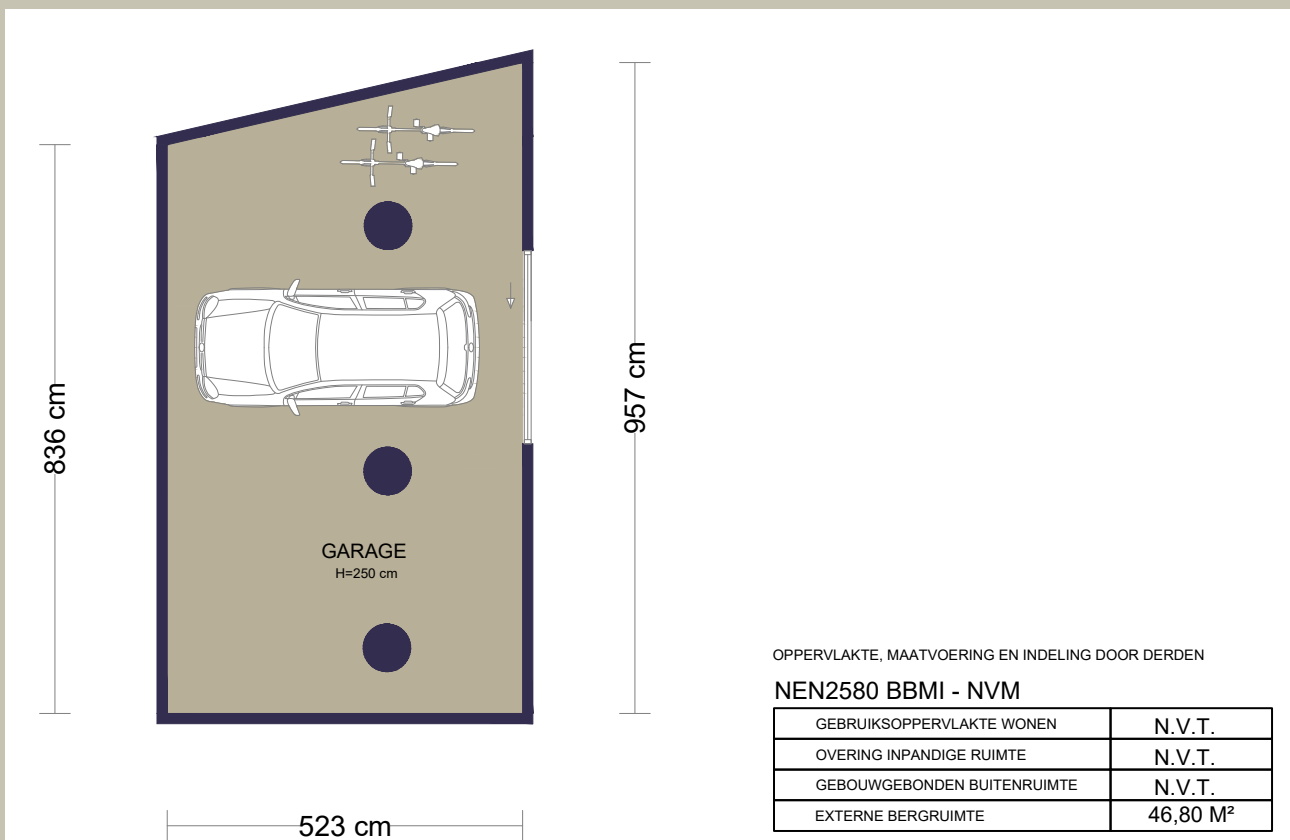 836 cm
957 cm
GARAGE
H=250 cm
523 cm
OPPERVLAKTE, MAATVOERING EN INDELING DOOR DERDEN
NEN2580 BBMI - NVM
GEBRUIKSOPPERVLAKTE WONEN N.V.T.
OVERING INPANDIGE RUIMTE N.V.T.
GEBOUWGEBONDEN BUITENRUIMTE N.V.T.
EXTERNE BERGRUIMTE 46,80 M²